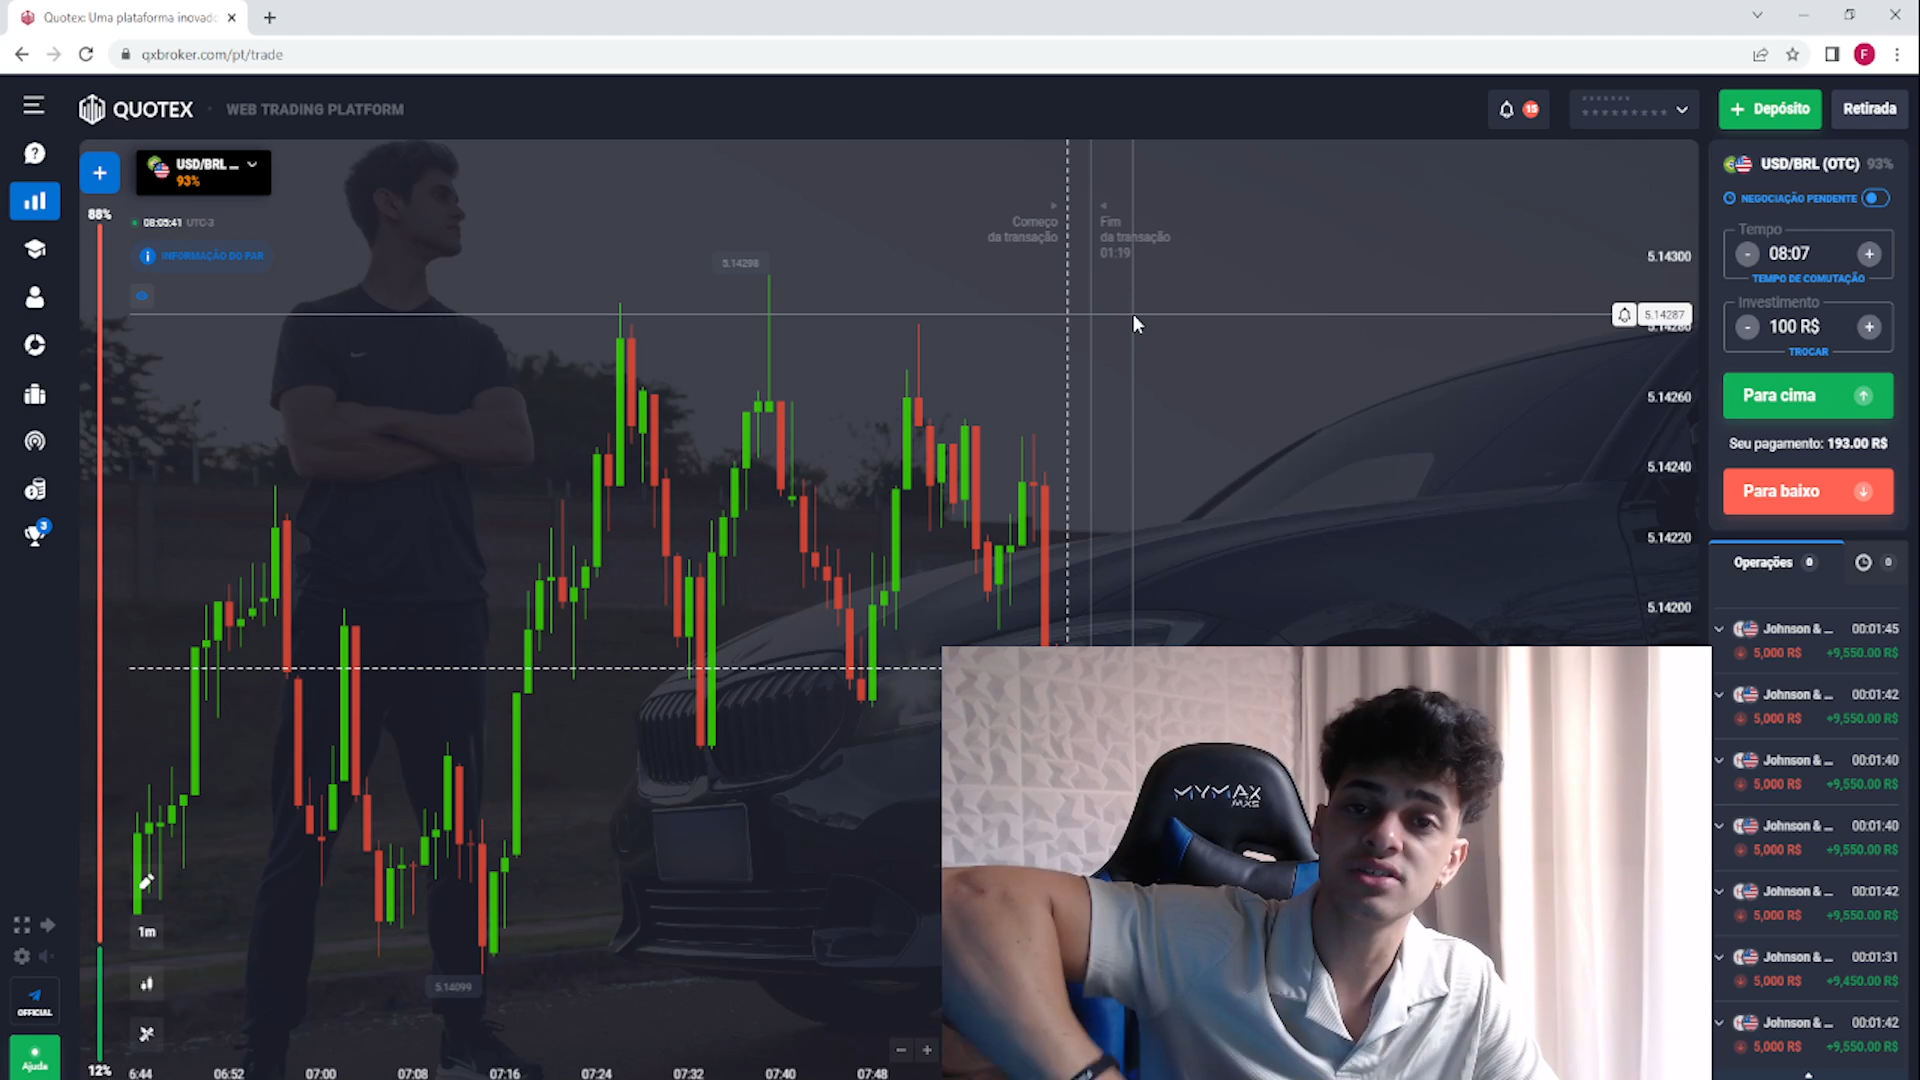 Quotex: Uma plataforma inovad
qxbroker.com/pt/trade
F
QUOTEX
WEB TRADING PLATFORM
15
******* 
*********
+ Depósito
Retirada
USD/BRL ...
93%
88%
08:05:41 UTC-3
INFORMAÇÃO DO PAR
5.14298
Começo
da transação
Fim
da transação
01:19
5.14300
5.14287
5.14280
5.14260
5.14240
5.14220
5.14200
USD/BRL (OTC) 93%
NEGOCIAÇÃO PENDENTE
Tempo
- 08:07 +
TEMPO DE COMUTAÇÃO
Investimento
- 100 R$ +
TROCAR
Para cima
Seu pagamento: 193.00 R$
Para baixo
Operações 0
0
Johnson & ... 00:01:45
5,000 R$ +9,550.00 R$
Johnson & ... 00:01:42
5,000 R$ +9,550.00 R$
Johnson & ... 00:01:40
5,000 R$ +9,550.00 R$
Johnson & ... 00:01:40
5,000 R$ +9,550.00 R$
Johnson & ... 00:01:42
5,000 R$ +9,550.00 R$
Johnson & ... 00:01:31
5,000 R$ +9,450.00 R$
Johnson & ... 00:01:42
5,000 R$ +9,550.00 R$
3
MYMAX
MX5
1m
5.14099
OFFICIAL
Ajuda
12%
6:44
06:52
07:00
07:08
07:16
07:24
07:32
07:40
07:48